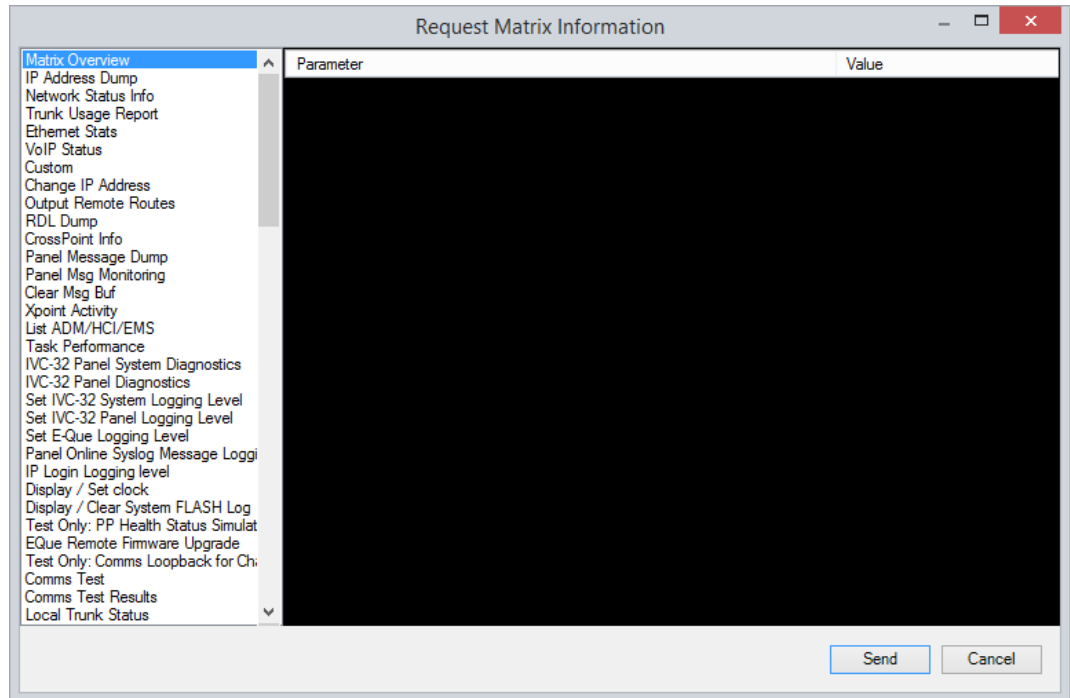 Request Matrix Information
Parameter Value
Matrix Overview
IP Address Dump
Network Status Info
Trunk Usage Report
Ethernet Stats
VoIP Status
Custom
Change IP Address
Output Remote Routes
RDL Dump
CrossPoint Info
Panel Message Dump
Panel Msg Monitoring
Clear Msg Buf
Xpoint Activity
List ADM/HCI/EMS
Task Performance
IVC-32 Panel System Diagnostics
IVC-32 Panel Diagnostics
Set IVC-32 System Logging Level
Set IVC-32 Panel Logging Level
Set E-Que Logging Level
Panel Online Syslog Message Loggi
IP Login Logging level
Display / Set clock
Display / Clear System FLASH Log
Test Only: PP Health Status Simulat
EQue Remote Firmware Upgrade
Test Only: Comms Loopback for Cha
Comms Test
Comms Test Results
Local Trunk Status
Send Cancel